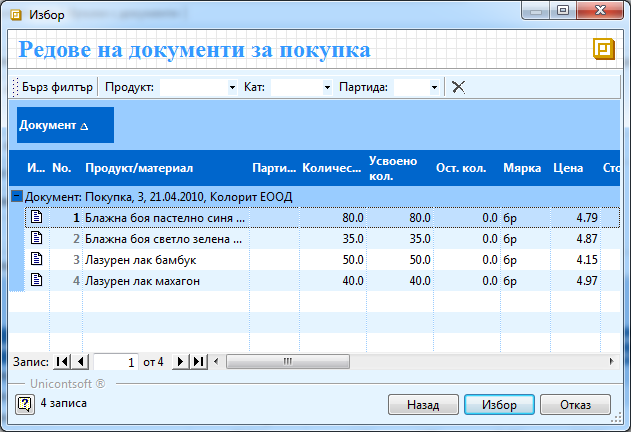 Избор
Редове на документи за покупка
Бърз филтър Продукт: Кат: Партида:
Документ
И... No. Продукт/материал Парти... Количес... Усвоено кол. Ост. кол. Мярка Цена Сто
Документ: Покупка, 3, 21.04.2010, Колорит ЕООД
1 Блажна боя пастелно синя ... 80.0 80.0 0.0 бр 4.79
2 Блажна боя светло зелена ... 35.0 35.0 0.0 бр 4.87
3 Лазурен лак бамбук 50.0 50.0 0.0 бр 4.15
4 Лазурен лак махагон 40.0 40.0 0.0 бр 4.97
Запис: 1 от 4
Unicontsoft ®
4 записа Назад Избор Отказ